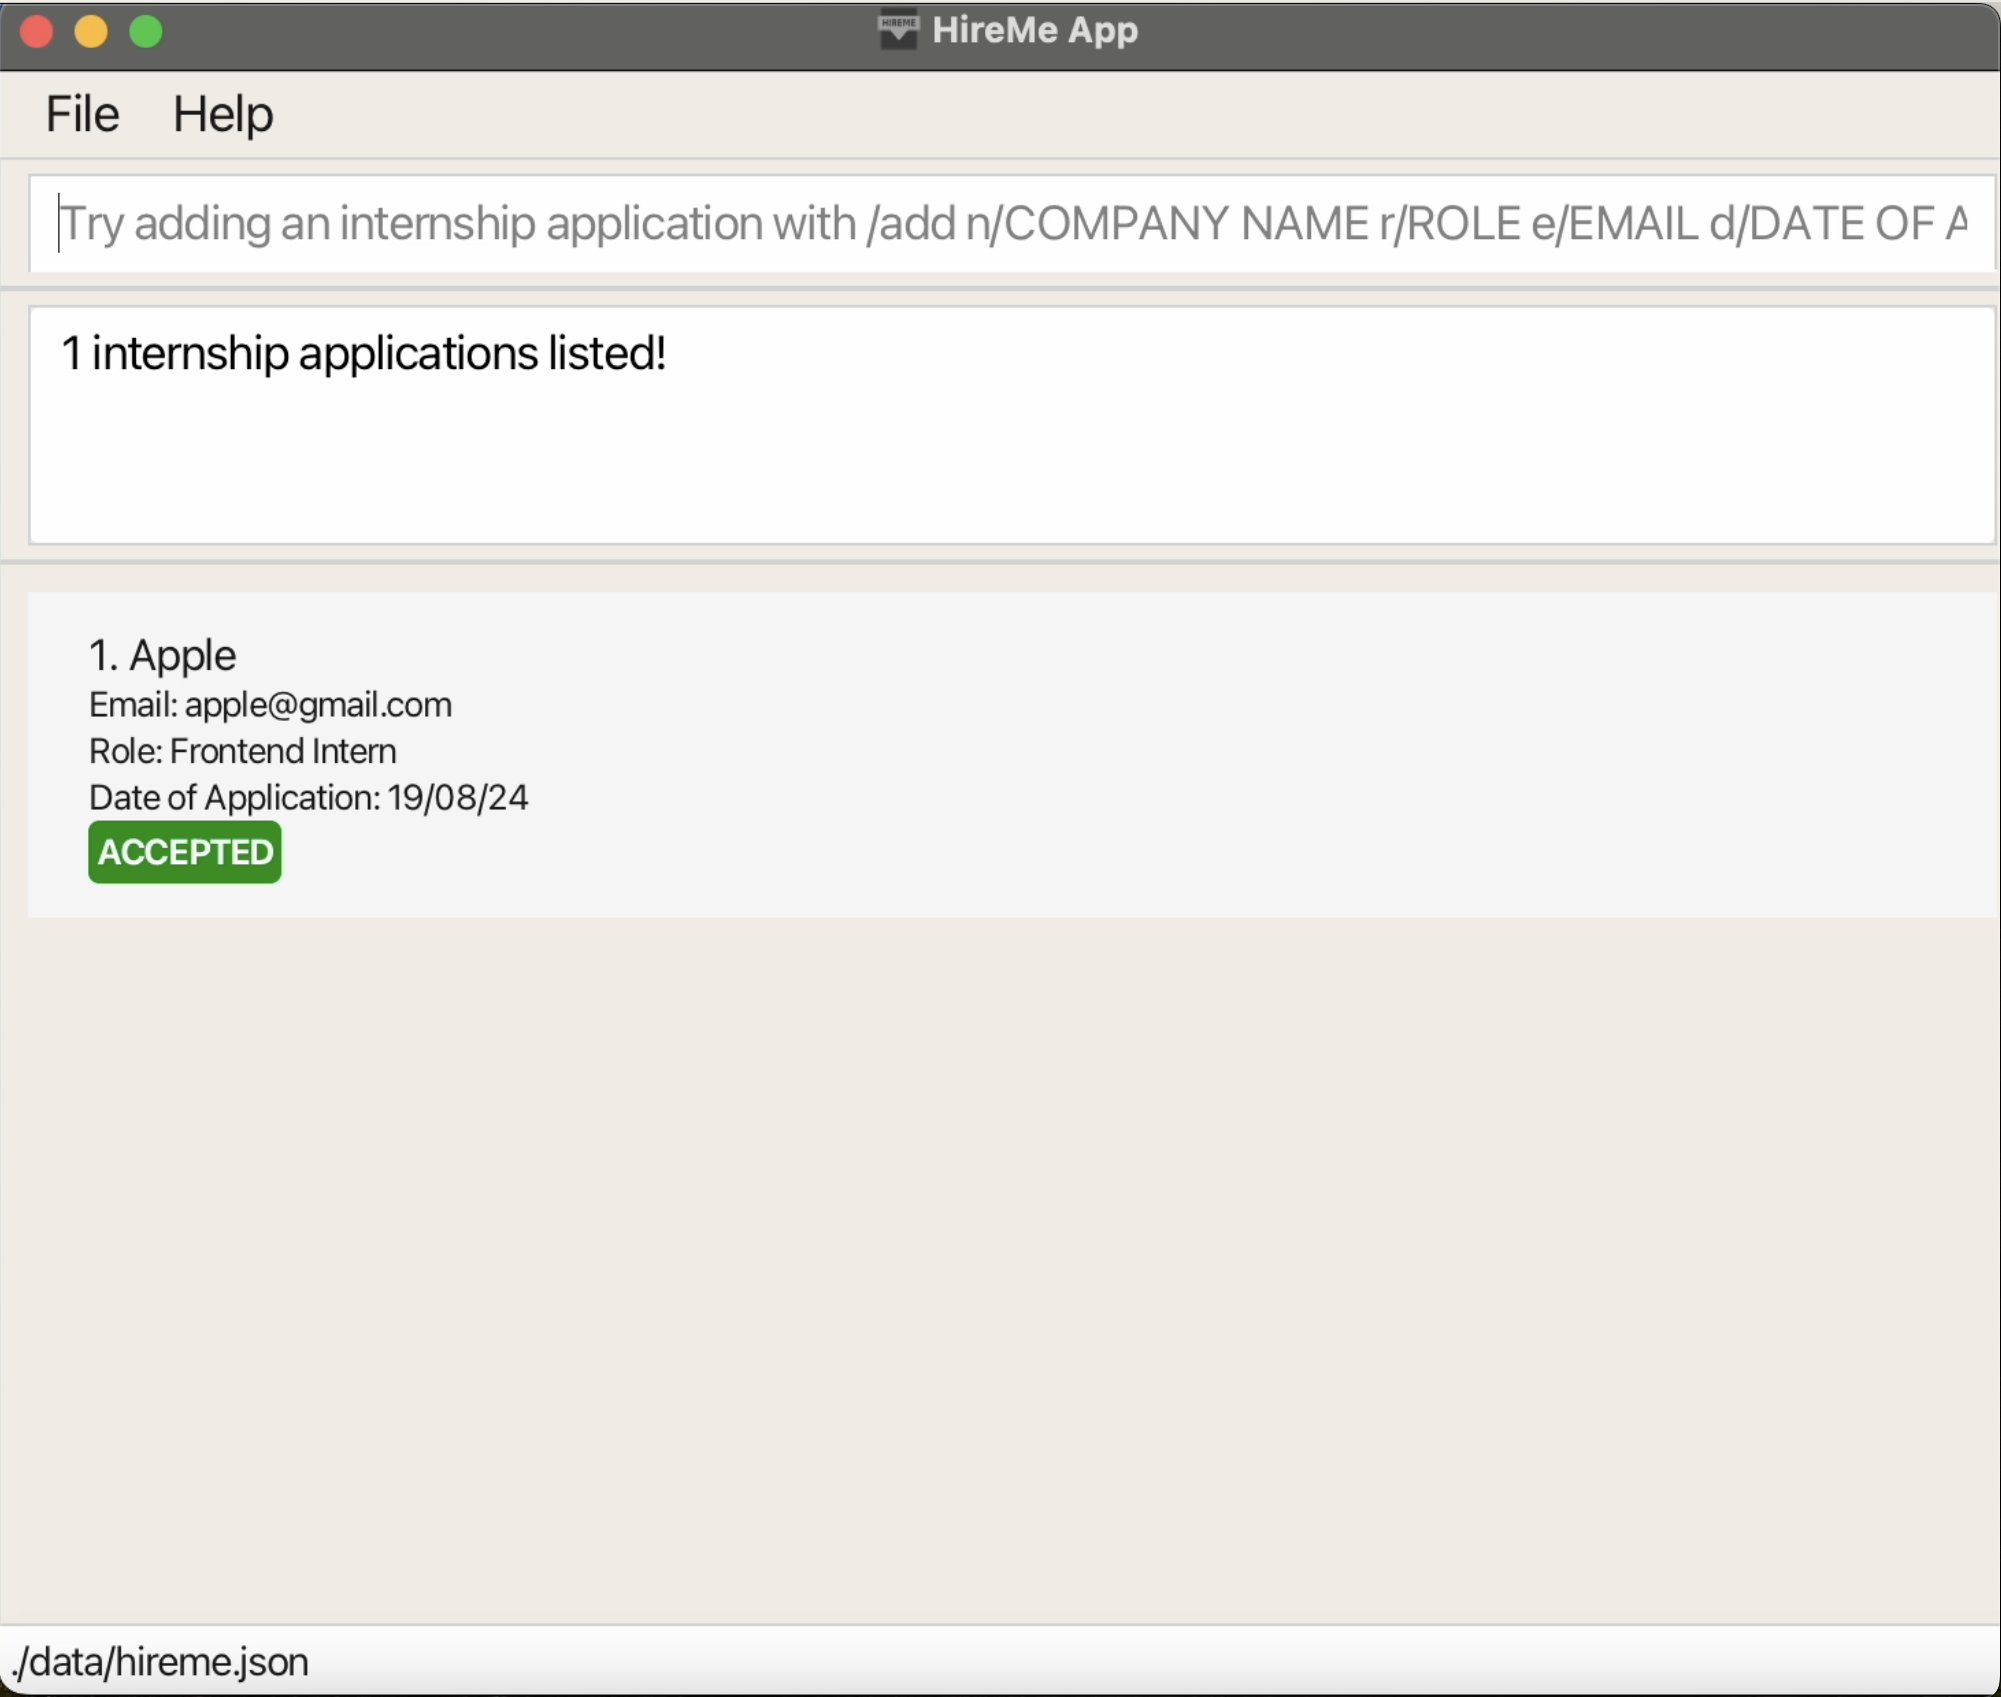 HIREME
HireMe App
File Help
Try adding an internship application with /add n/COMPANY NAME r/ROLE e/EMAIL d/DATE OF A
1 internship applications listed!
1. Apple
Email: apple@gmail.com
Role: Frontend Intern
Date of Application: 19/08/24
ACCEPTED
./data/hireme.json